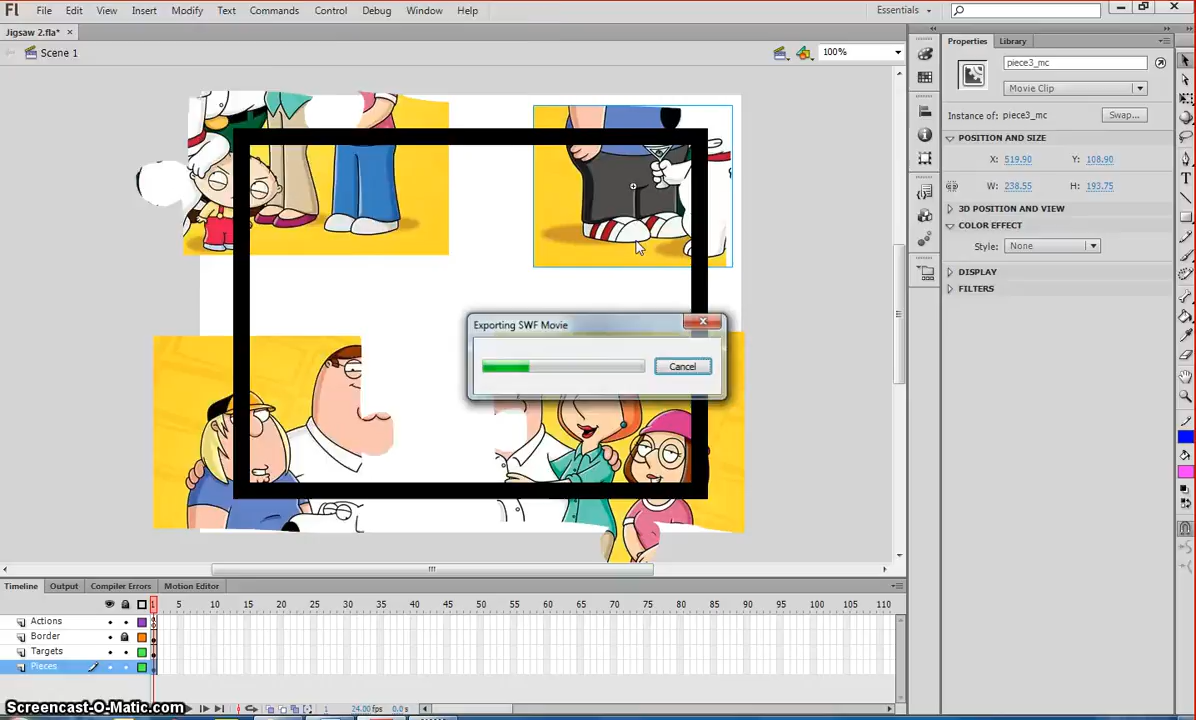 Fl File Edit View Insert Modify Text Commands Control Debug Window Help Essentials
Jigsaw 2.fla* ×
Scene 1 100%
Properties Library
piece3_mc
Movie Clip
Instance of: piece3_mc Swap...
POSITION AND SIZE
X: 519.90 Y: 108.90
W: 238.55 H: 193.75
3D POSITION AND VIEW
COLOR EFFECT
Style: None
DISPLAY
FILTERS
Exporting SWF Movie
Cancel
Timeline Output Compiler Errors Motion Editor
1 5 10 15 20 25 30 35 40 45 50 55 60 65 70 75 80 85 90 95 100 105 110
Actions
Border
Targets
Pieces
Screencast-O-Matic.com 1 24.00 fps 0.0 s